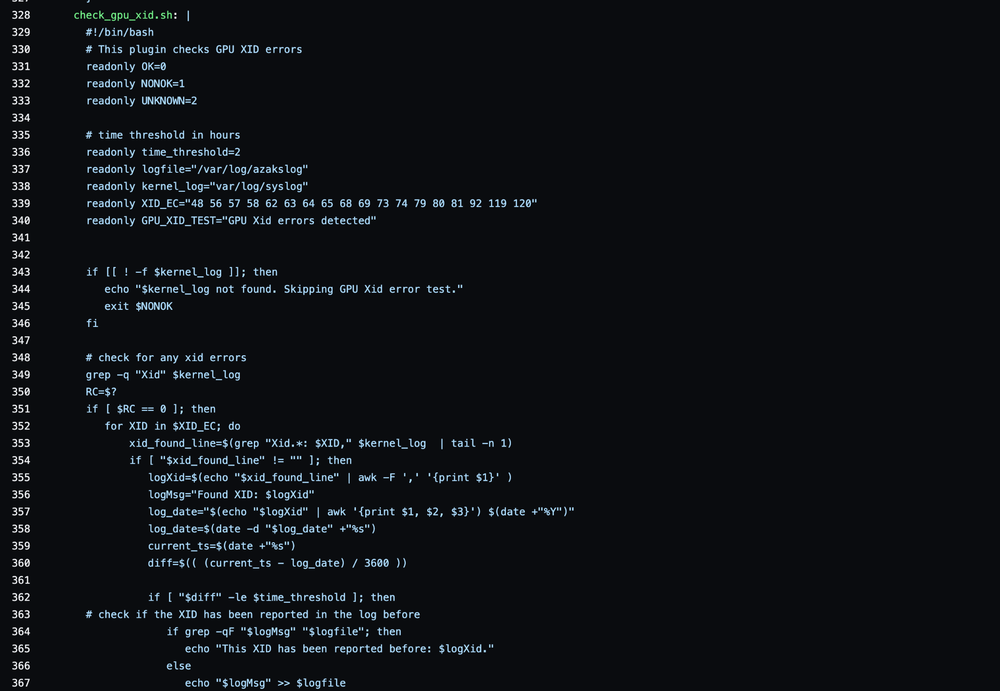 328 check_gpu_xid.sh: |
329 #!/bin/bash
330 # This plugin checks GPU XID errors
331 readonly OK=0
332 readonly NONOK=1
333 readonly UNKNOWN=2
334
335 # time threshold in hours
336 readonly time_threshold=2
337 readonly logfile="/var/log/azakslog"
338 readonly kernel_log="var/log/syslog"
339 readonly XID_EC="48 56 57 58 62 63 64 65 68 69 73 74 79 80 81 92 119 120"
340 readonly GPU_XID_TEST="GPU Xid errors detected"
341
342
343 if [[ ! -f $kernel_log ]]; then
344 echo "$kernel_log not found. Skipping GPU Xid error test."
345 exit $NONOK
346 fi
347
348 # check for any xid errors
349 grep -q "Xid" $kernel_log
350 RC=$?
351 if [ $RC == 0 ]; then
352 for XID in $XID_EC; do
353 xid_found_line=$(grep "Xid.*: $XID," $kernel_log  | tail -n 1)
354 if [ "$xid_found_line" != "" ]; then
355 logXid=$(echo "$xid_found_line" | awk -F ',' '{print $1}' )
356 logMsg="Found XID: $logXid"
357 log_date="$(echo "$logXid" | awk '{print $1, $2, $3}') $(date +"%Y")"
358 log_date=$(date -d "$log_date" +"%s")
359 current_ts=$(date +"%s")
360 diff=$(( (current_ts - log_date) / 3600 ))
361
362 if [ "$diff" -le $time_threshold ]; then
363 # check if the XID has been reported in the log before
364 if grep -qF "$logMsg" "$logfile"; then
365 echo "This XID has been reported before: $logXid."
366 else
367 echo "$logMsg" >> $logfile